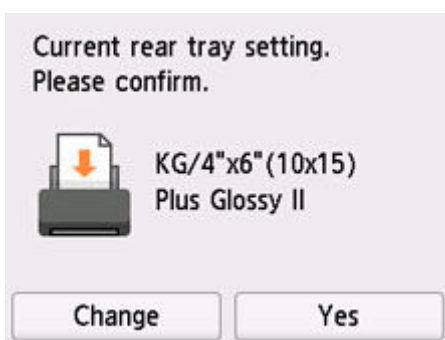 Current rear tray setting.
Please confirm.
KG/4"x6"(10x15)
Plus Glossy II
Change
Yes